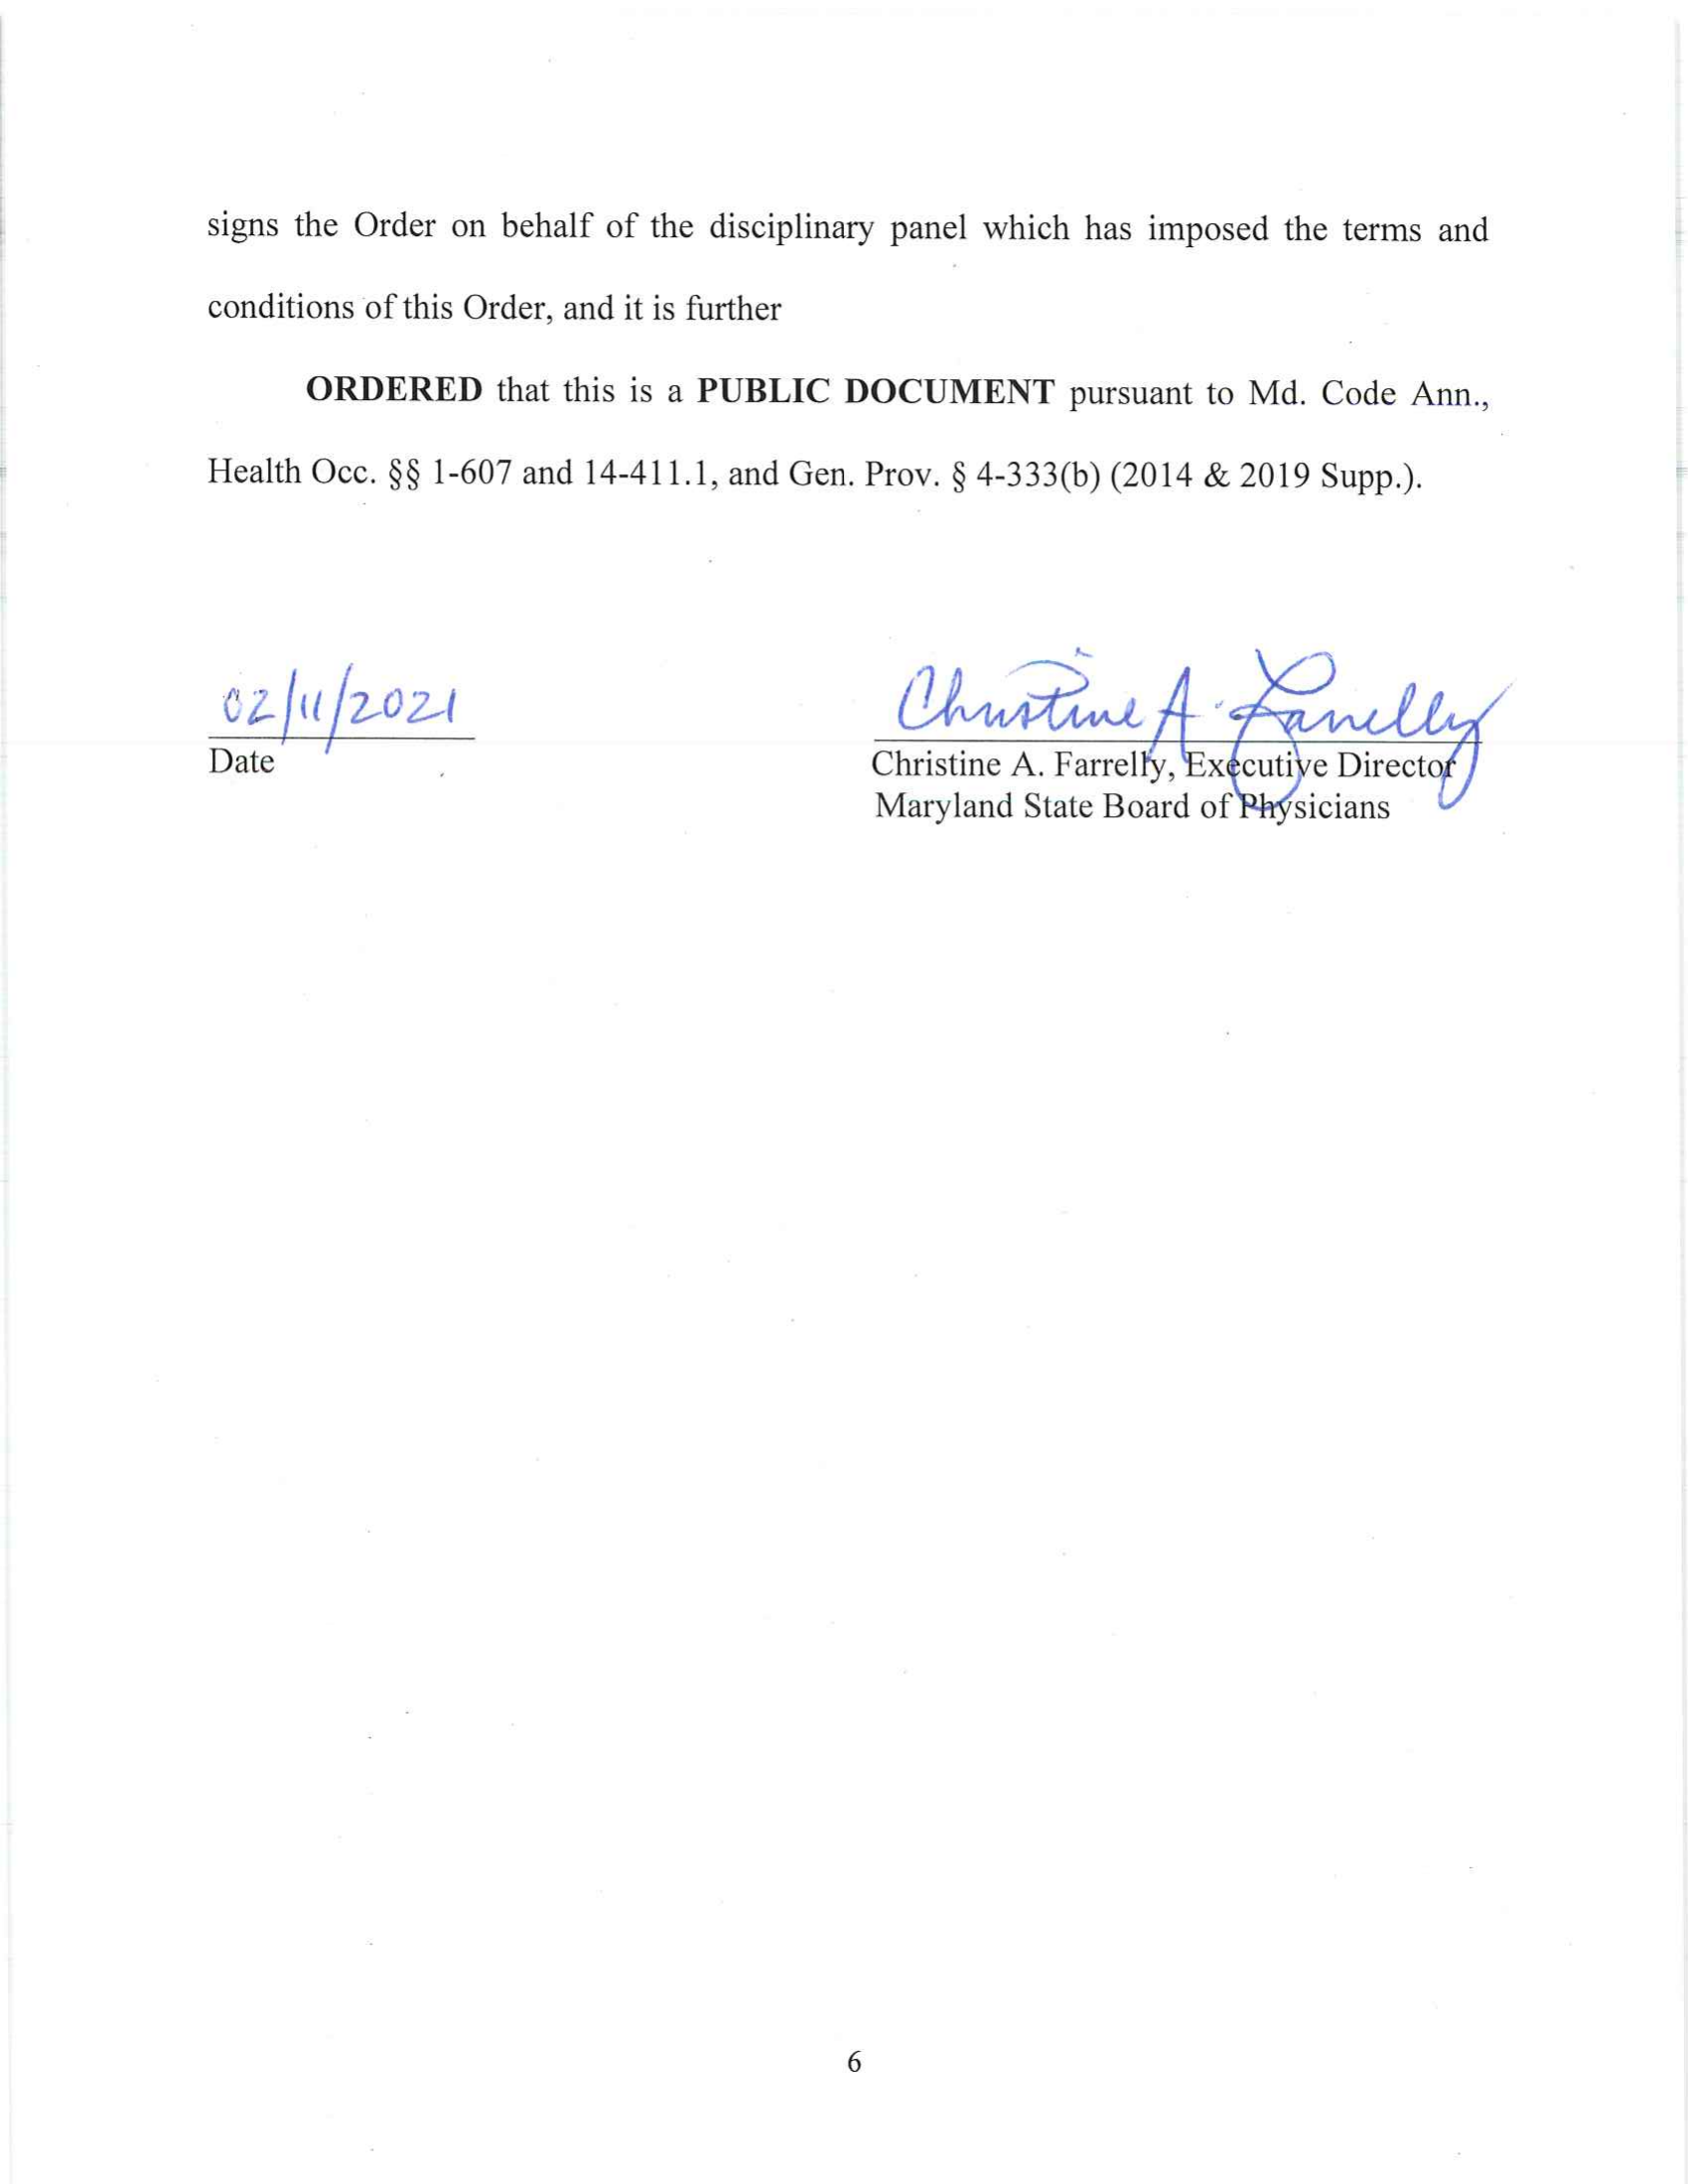 signs the Order on behalf of the disciplinary panel which has imposed the terms and
conditions of this Order, and it is further
ORDERED that this is a PUBLIC DOCUMENT pursuant to Md. Code Ann.,
Health Occ. §§ 1-607 and 14-411.1, and Gen. Prov. § 4-333(b) (2014 & 2019 Supp.).
02/11/2021
Date
Christine A. Farrelly
Christine A. Farrelly, Executive Director
Maryland State Board of Physicians
6